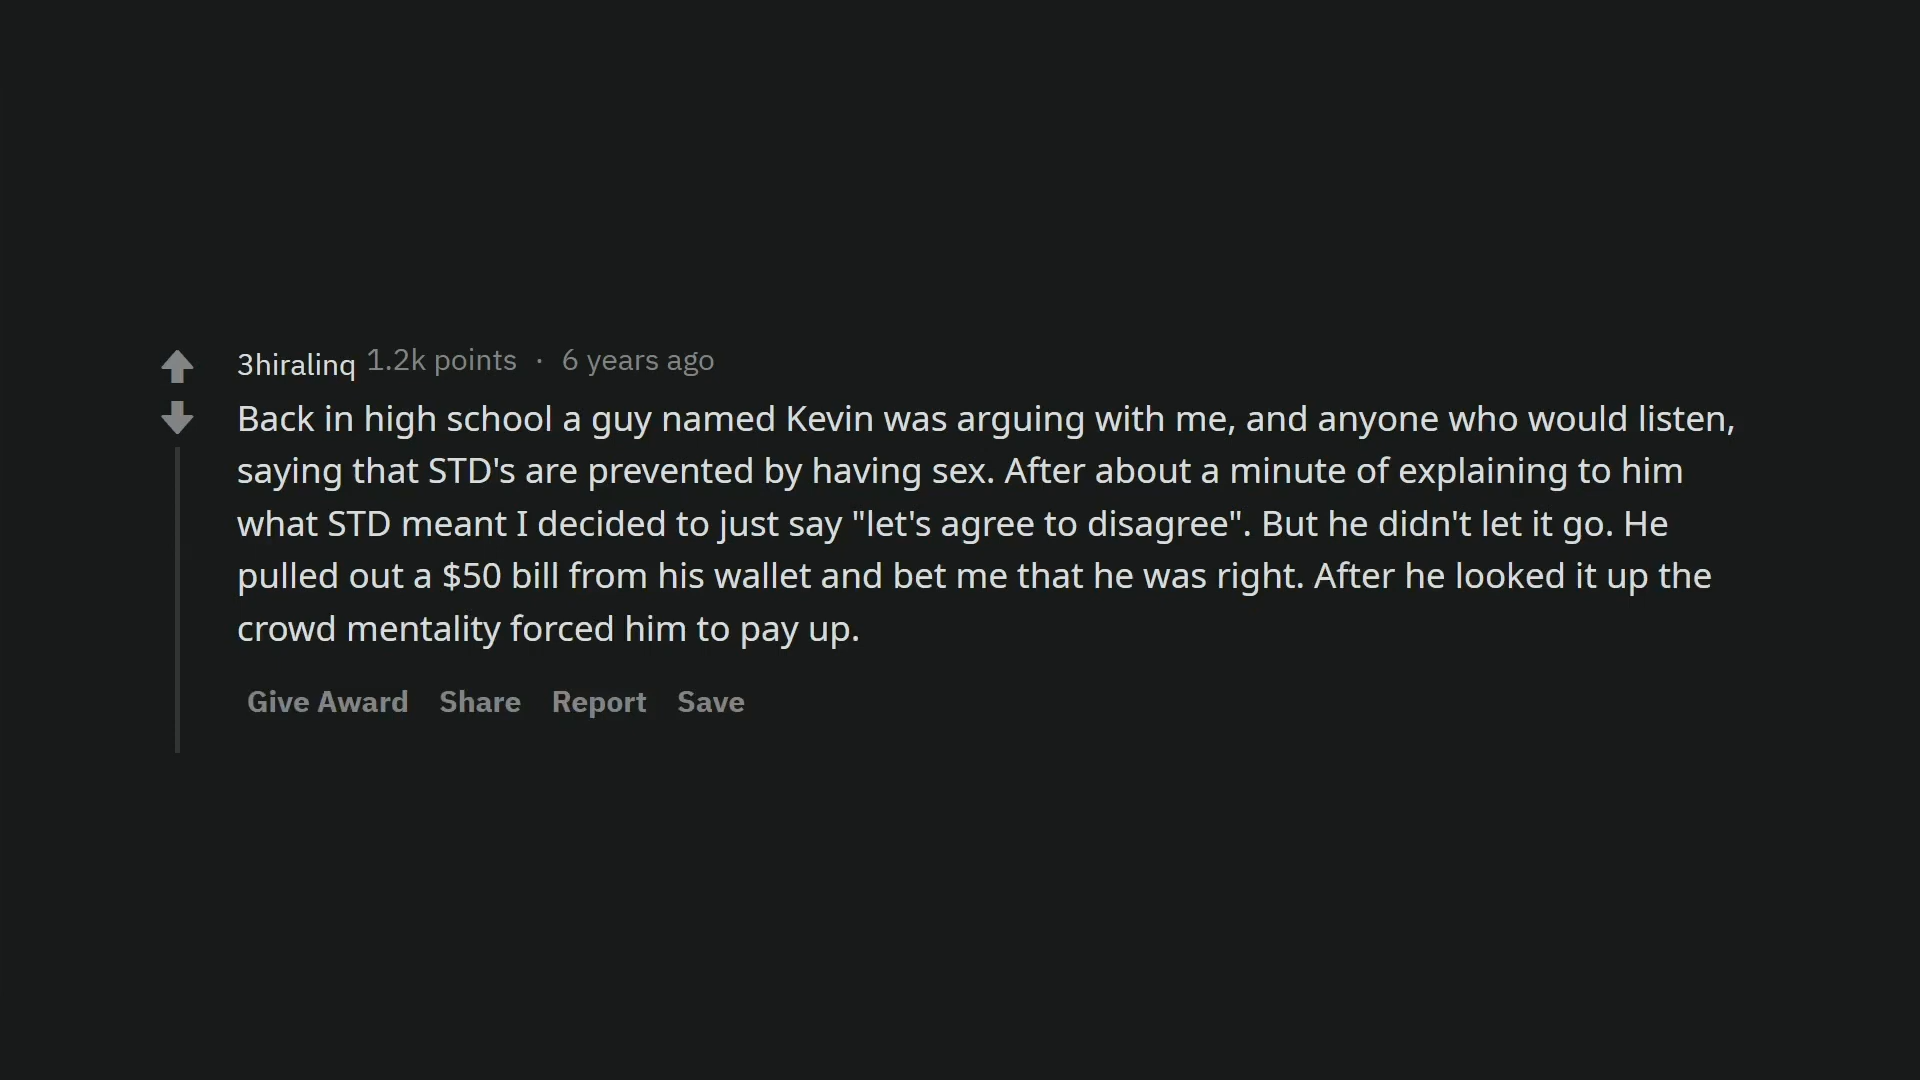 3hiralinq 1.2k points · 6 years ago
Back in high school a guy named Kevin was arguing with me, and anyone who would listen,
saying that STD's are prevented by having sex. After about a minute of explaining to him
what STD meant I decided to just say "let's agree to disagree". But he didn't let it go. He
pulled out a $50 bill from his wallet and bet me that he was right. After he looked it up the
crowd mentality forced him to pay up.
Give Award Share Report Save